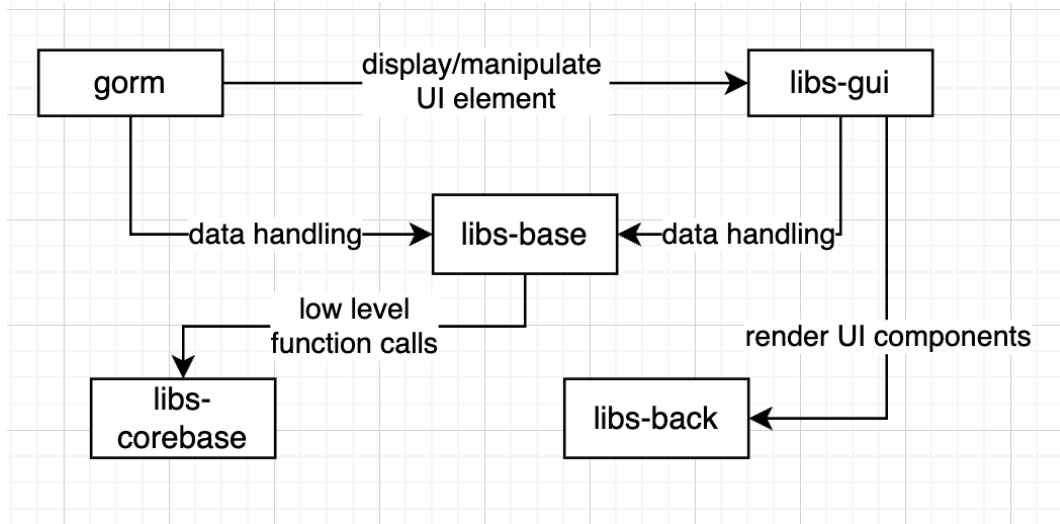 gorm
display/manipulate
UI element
libs-gui
data handling
libs-base
data handling
low level
function calls
render UI components
libs-
corebase
libs-back